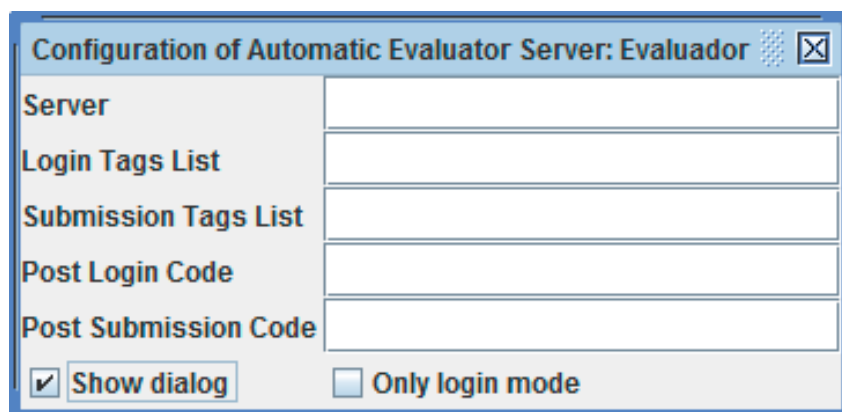 Configuration of Automatic Evaluator Server: Evaluador
Server
Login Tags List
Submission Tags List
Post Login Code
Post Submission Code
Show dialog Only login mode